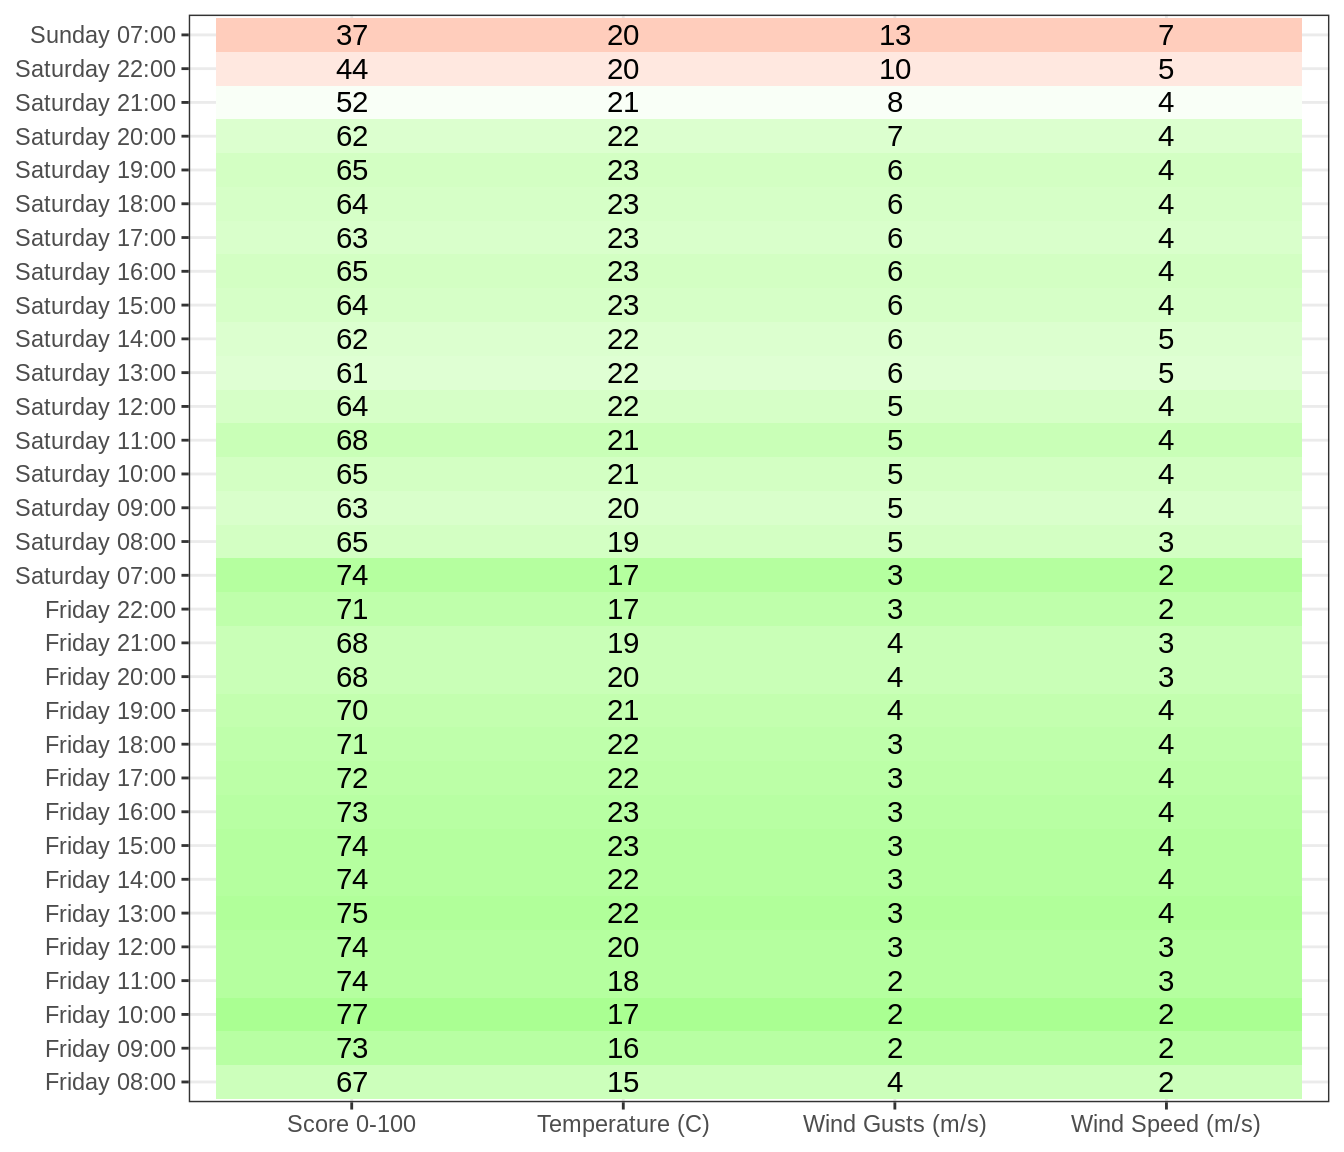 Sunday 07:00 37 20 13 7
Saturday 22:00 44 20 10 5
Saturday 21:00 52 21 8 4
Saturday 20:00 62 22 7 4
Saturday 19:00 65 23 6 4
Saturday 18:00 64 23 6 4
Saturday 17:00 63 23 6 4
Saturday 16:00 65 23 6 4
Saturday 15:00 64 23 6 4
Saturday 14:00 62 22 6 5
Saturday 13:00 61 22 6 5
Saturday 12:00 64 22 5 4
Saturday 11:00 68 21 5 4
Saturday 10:00 65 21 5 4
Saturday 09:00 63 20 5 4
Saturday 08:00 65 19 5 3
Saturday 07:00 74 17 3 2
Friday 22:00 71 17 3 2
Friday 21:00 68 19 4 3
Friday 20:00 68 20 4 3
Friday 19:00 70 21 4 4
Friday 18:00 71 22 3 4
Friday 17:00 72 22 3 4
Friday 16:00 73 23 3 4
Friday 15:00 74 23 3 4
Friday 14:00 74 22 3 4
Friday 13:00 75 22 3 4
Friday 12:00 74 20 3 3
Friday 11:00 74 18 2 3
Friday 10:00 77 17 2 2
Friday 09:00 73 16 2 2
Friday 08:00 67 15 4 2
Score 0-100 Temperature (C) Wind Gusts (m/s) Wind Speed (m/s)